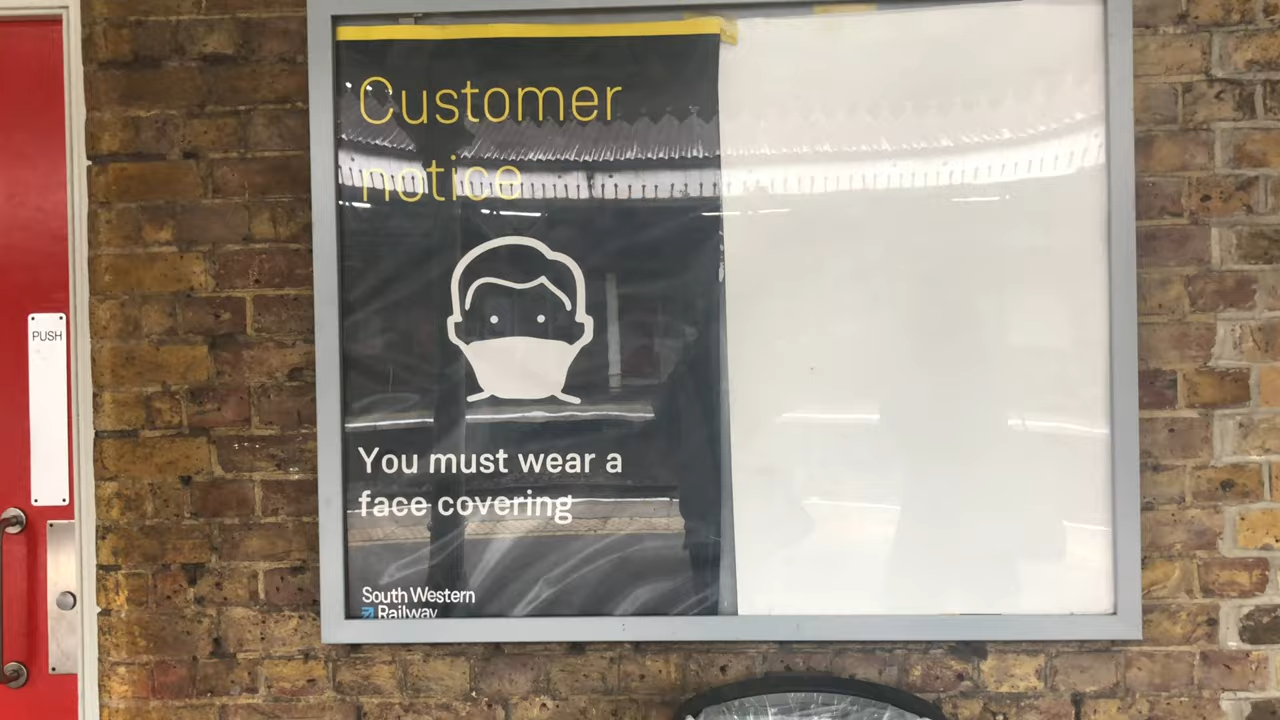 PUSH
Customer
notice
You must wear a
face covering
South Western
Railway